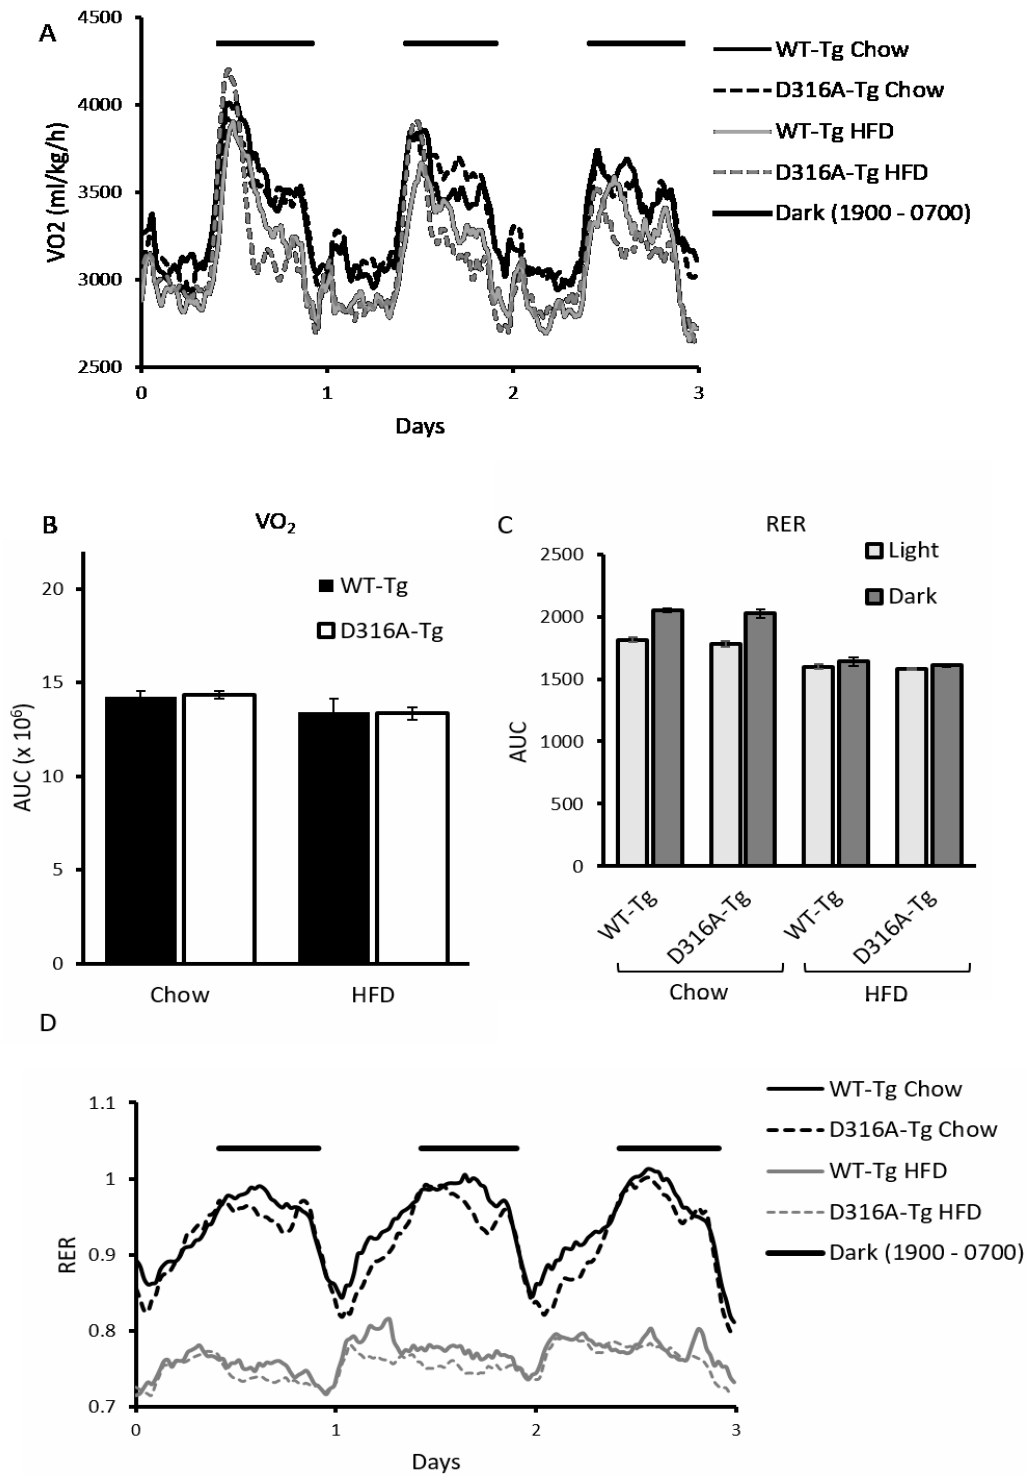 A
4500
4000
3500
3000
2500
VO2 (ml/kg/h)
0
1
2
3
Days
WT-Tg Chow
D316A-Tg Chow
WT-Tg HFD
D316A-Tg HFD
Dark (1900 - 0700)
B
VO2
20
15
10
5
0
AUC (x 10⁶)
WT-Tg
D316A-Tg
Chow
HFD
C
RER
2500
2000
1500
1000
500
0
AUC
Light
Dark
WT-Tg
D316A-Tg
WT-Tg
D316A-Tg
Chow
HFD
D
1.1
1
0.9
0.8
0.7
RER
0
1
2
3
Days
WT-Tg Chow
D316A-Tg Chow
WT-Tg HFD
D316A-Tg HFD
Dark (1900 - 0700)